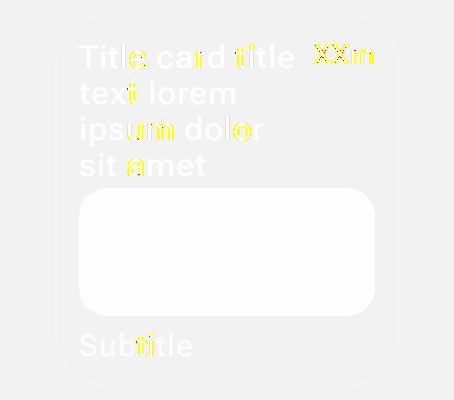 Title card title XXm
text lorem
ipsum dolor
sit amet
Subtitle